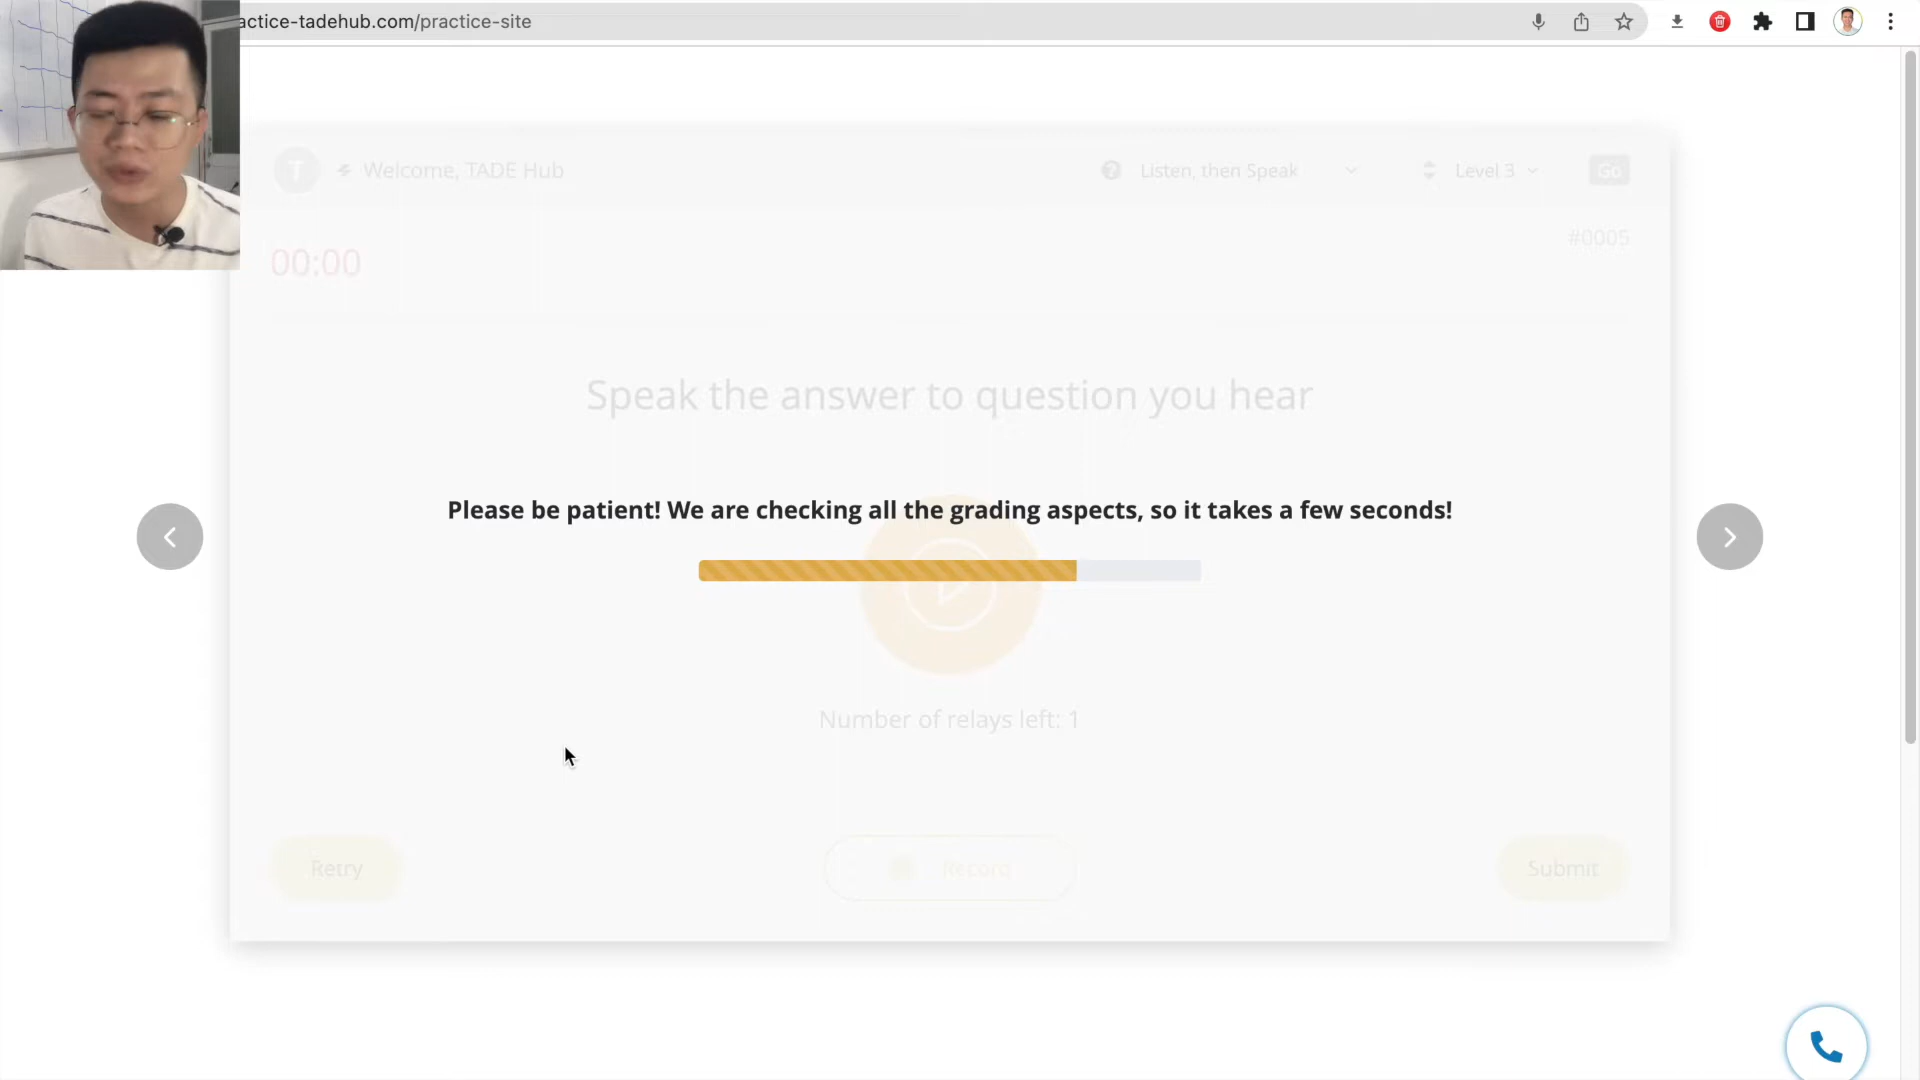 actice-tadehub.com/practice-site
T Welcome, TADE Hub
Listen, then Speak
Level 3
Go
00:00
#0005
Speak the answer to question you hear
Please be patient! We are checking all the grading aspects, so it takes a few seconds!
Number of relays left: 1
Retry
Record
Submit